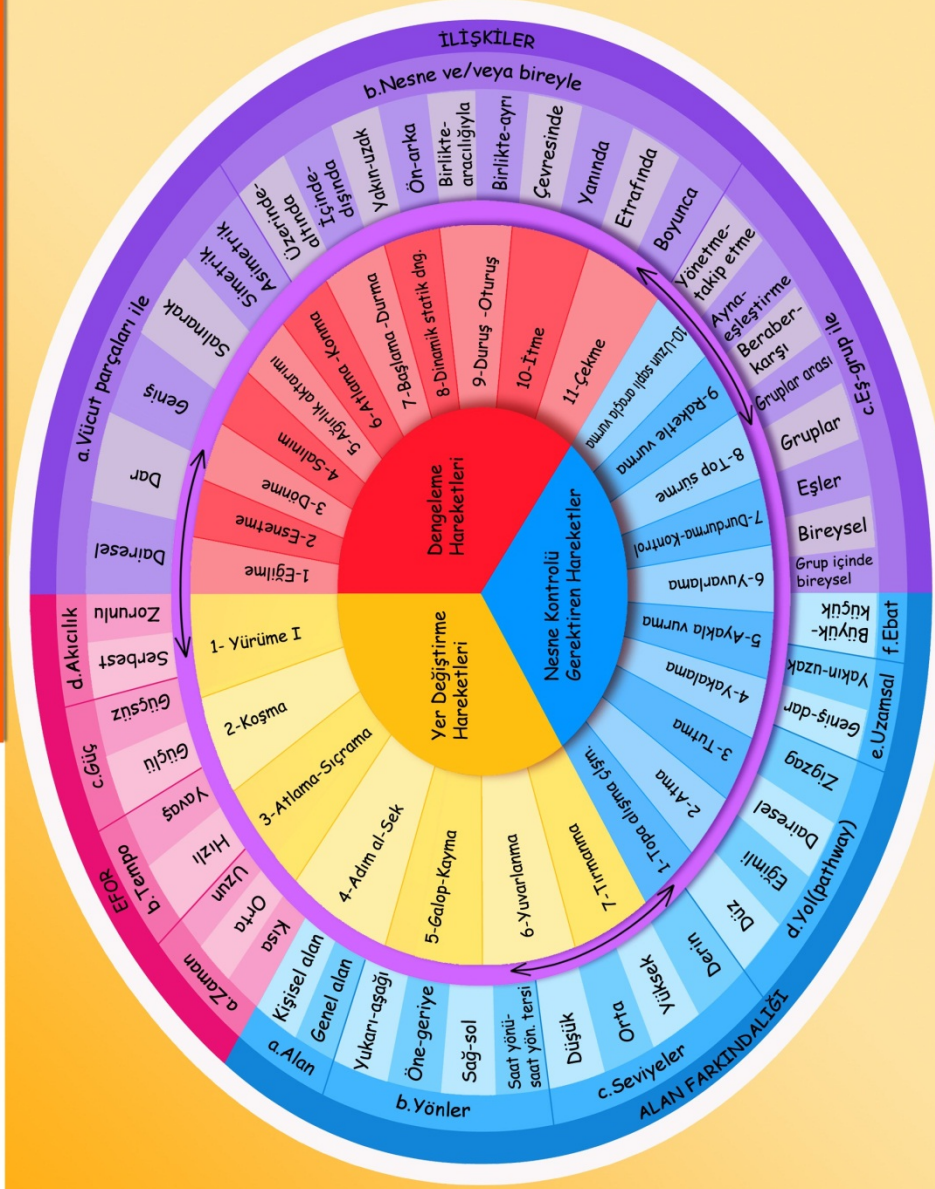 İLİŞKİLER
a.Vücut parçaları ile
Dairesel
Dar
Geniş
Salınarak
Simetrik
Asimetrik
b.Nesne ve/veya bireyle
Üzerinde-
altında
İçinde-
dışında
Yakın-uzak
Ön-arka
Birlikte-
aracılığıyla
Birlikte-ayrı
Çevresinde
Yanında
Etrafında
Boyunca
c.Eş-grup ile
Yönetme-
takip etme
Ayna-
eşleştirme
Beraber-
karşı
Gruplar arası
Gruplar
Eşler
Bireysel
Grup içinde
bireysel
ALAN FARKINDALIĞI
f.Ebat
Büyük-
küçük
e.Uzamsal
Yakın-uzak
Geniş-dar
d.Yol(pathway)
Zigzag
Dairesel
Eğimli
Düz
c.Seviyeler
Derin
Yüksek
Orta
Düşük
b.Yönler
Saat yönü-
saat yön. tersi
Sağ-sol
Öne-geriye
Yukarı-aşağı
a.Alan
Genel alan
Kişisel alan
EFOR
a.Zaman
Kısa
Orta
Uzun
b.Tempo
Hızlı
Yavaş
c.Güç
Güçlü
Güçsüz
d.Akıcılık
Serbest
Zorunlu
Dengeleme
Hareketleri
1-Eğilme
2-Esnetme
3-Dönme
4-Salınım
5-Ağırlık aktarımı
6-Atlama -Konma
7-Başlama-Durma
8-Dinamik statik dng.
9-Duruş -Oturuş
10-İtme
11-Çekme
Nesne Kontrolü
Gerektiren Hareketler
10-Uzun saplı araçla vurma
9-Raketle vurma
8-Top sürme
7-Durdurma-Kontrol
6-Yuvarlama
5-Ayakla vurma
4-Yakalama
3-Tutma
2-Atma
1-Topa alışma çlşm.
Yer Değiştirme
Hareketleri
1- Yürüme I
2-Koşma
3-Atlama-Sıçrama
4-Adım al-Sek
5-Galop-Kayma
6-Yuvarlanma
7-Tırmanma